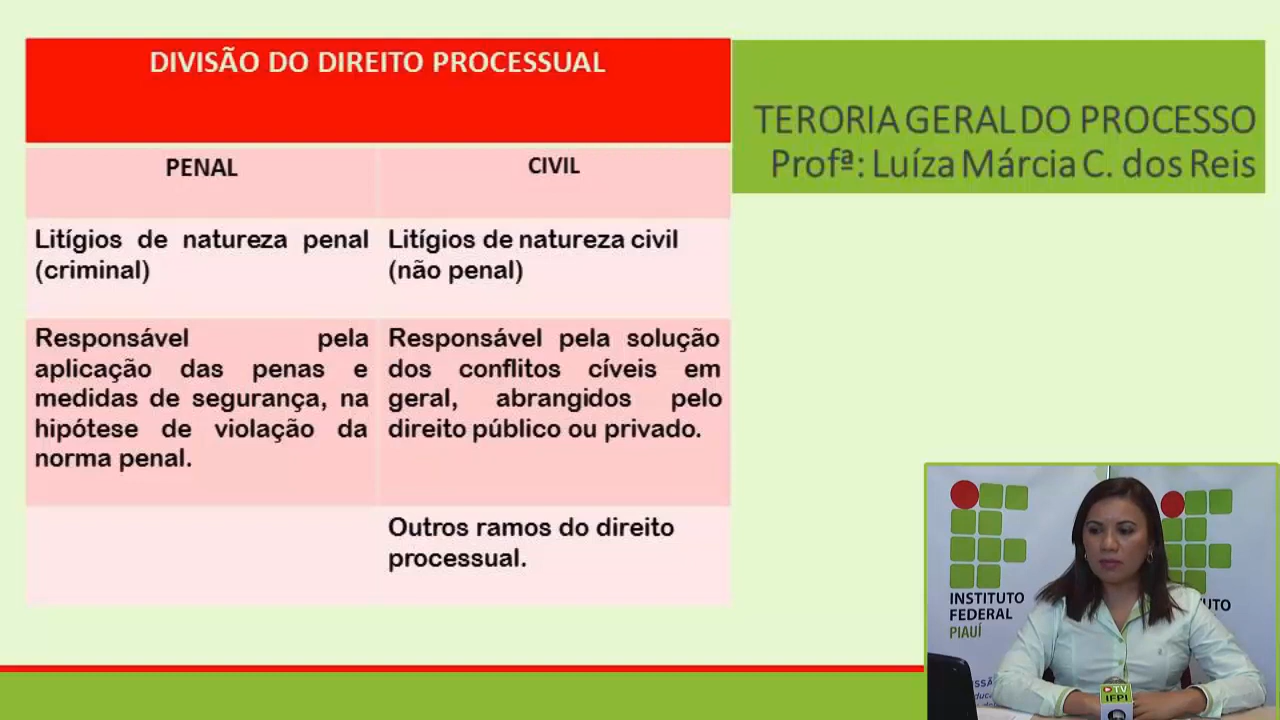 DIVISÃO DO DIREITO PROCESSUAL
PENAL
CIVIL
Litígios de natureza penal
(criminal)
Litígios de natureza civil
(não penal)
Responsável pela
aplicação das penas e
medidas de segurança, na
hipótese de violação da
norma penal.
Responsável pela solução
dos conflitos cíveis em
geral, abrangidos pelo
direito público ou privado.
Outros ramos do direito
processual.
TERORIA GERAL DO PROCESSO
Profª: Luíza Márcia C. dos Reis
INSTITUTO
FEDERAL
PIAUÍ
TV
IFPI